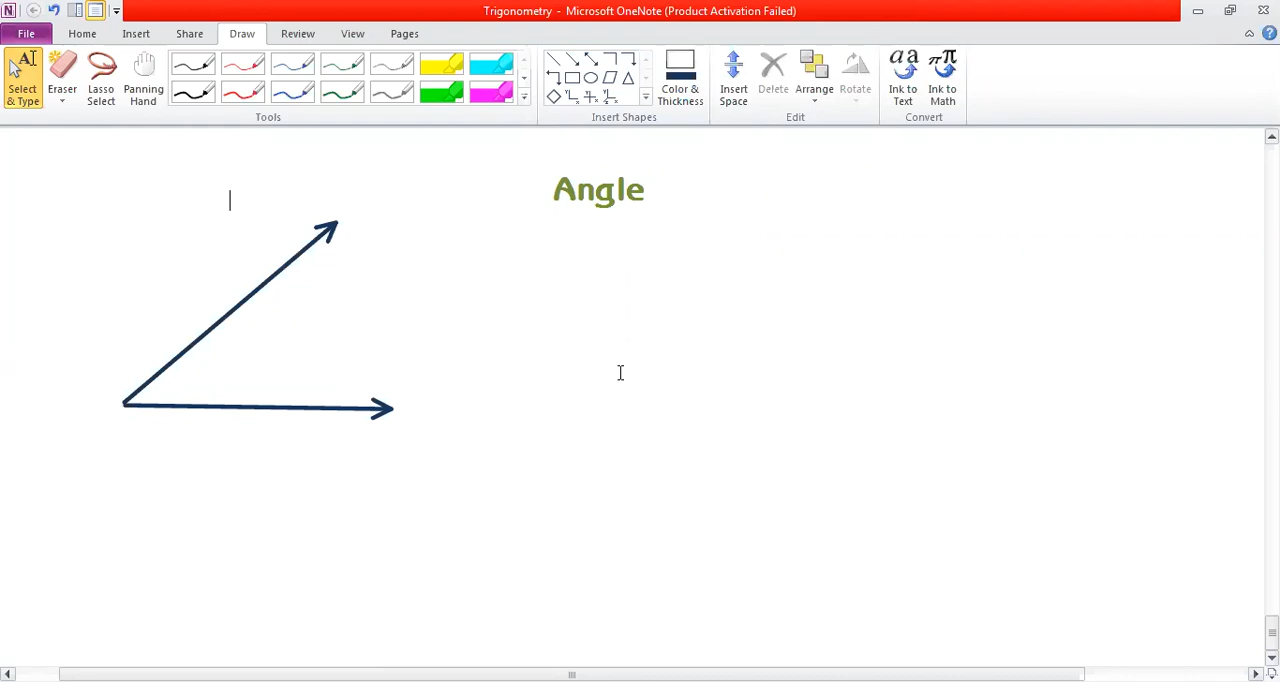 Trigonometry - Microsoft OneNote (Product Activation Failed)
File Home Insert Share Draw Review View Pages
Select & Type
Eraser
Lasso Select
Panning Hand
Color & Thickness
Insert Space
Delete
Arrange
Rotate
Ink to Text
Ink to Math
Tools Insert Shapes Edit Convert
Angle